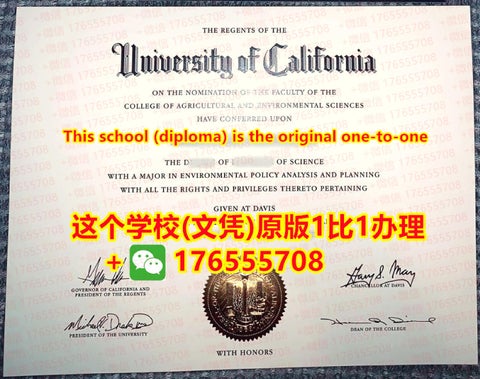 THE REGENTS OF THE
University of California
ON THE NOMINATION OF THE FACULTY OF THE
COLLEGE OF AGRICULTURAL AND ENVIRONMENTAL SCIENCES
HAVE CONFERRED UPON
This school (diploma) is the original one-to-one
THE D OF OF SCIENCE
WITH A MAJOR IN ENVIRONMENTAL POLICY ANALYSIS AND PLANNING
WITH ALL THE RIGHTS AND PRIVILEGES THERETO PERTAINING
GIVEN AT DAVIS
这个学校(文凭)原版1比1办理
+ 176555708
GOVERNOR OF CALIFORNIA AND
PRESIDENT OF THE REGENTS
CHANCELLOR AT DAVIS
PRESIDENT OF THE UNIVERSITY
DEAN OF THE COLLEGE
WITH HONORS
+微信 176555708